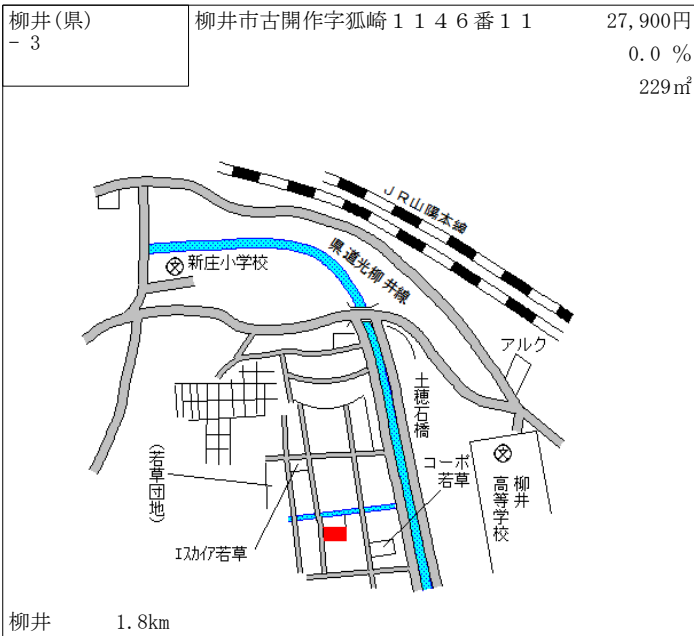 柳井(県)
- 3
柳井市古開作字狐崎１１４６番１１
27,900円
0.0 %
229㎡
ＪＲ山陽本線
県道光柳井線
新庄小学校
アルク
土穂石橋
コーポ
若草
柳井
高等学校
(若草団地)
ｴｽｶｲｱ若草
柳井
1.8km